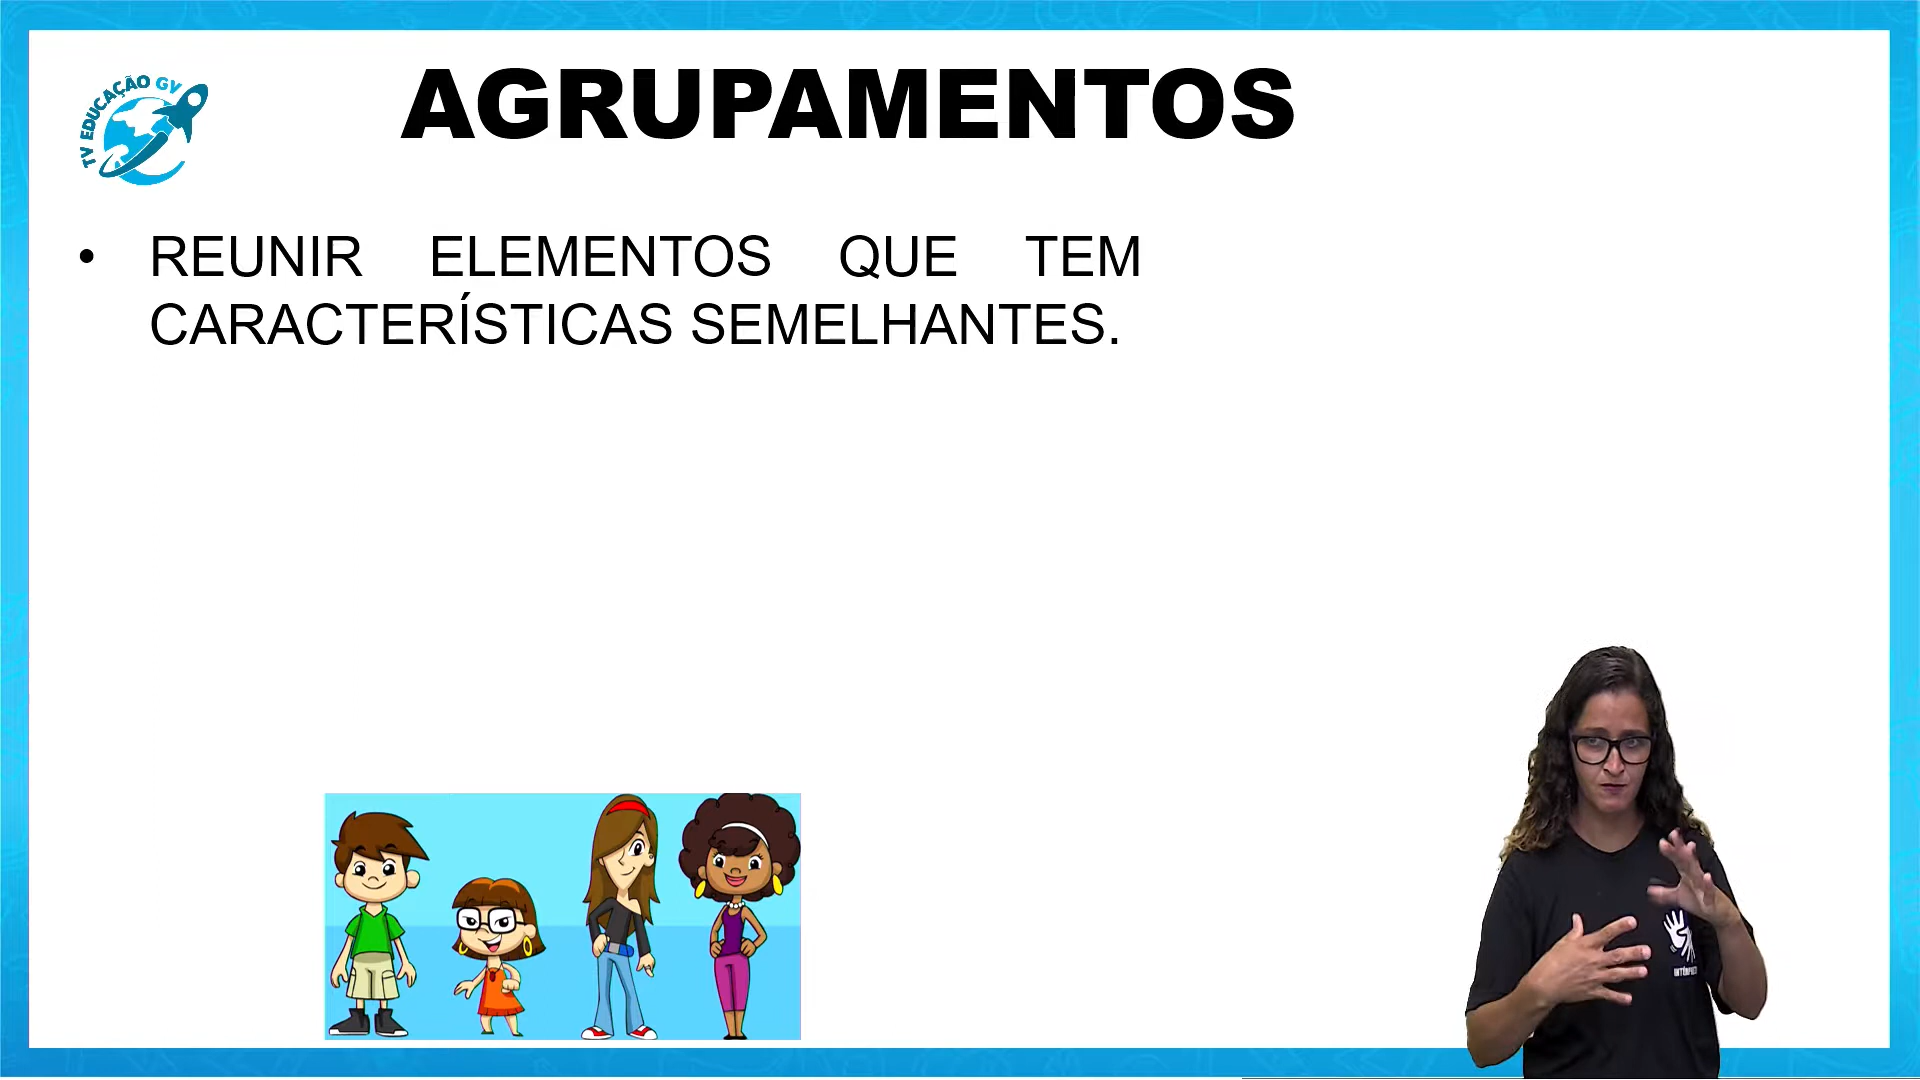 TV EDUCAÇÃO GV
AGRUPAMENTOS
• REUNIR ELEMENTOS QUE TEM
CARACTERÍSTICAS SEMELHANTES.